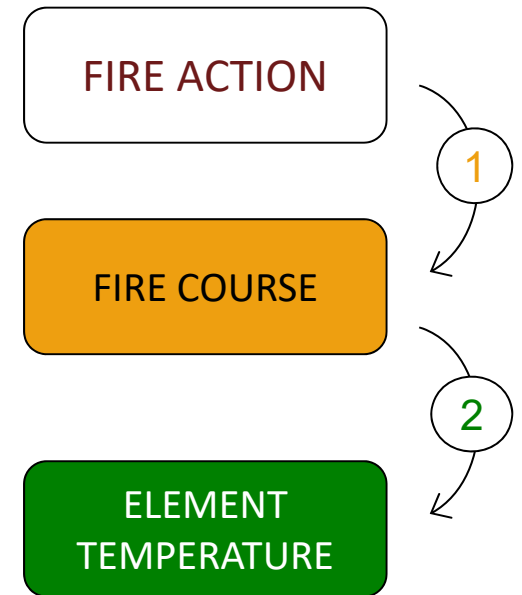 FIRE ACTION
1
FIRE COURSE
2
ELEMENT
TEMPERATURE